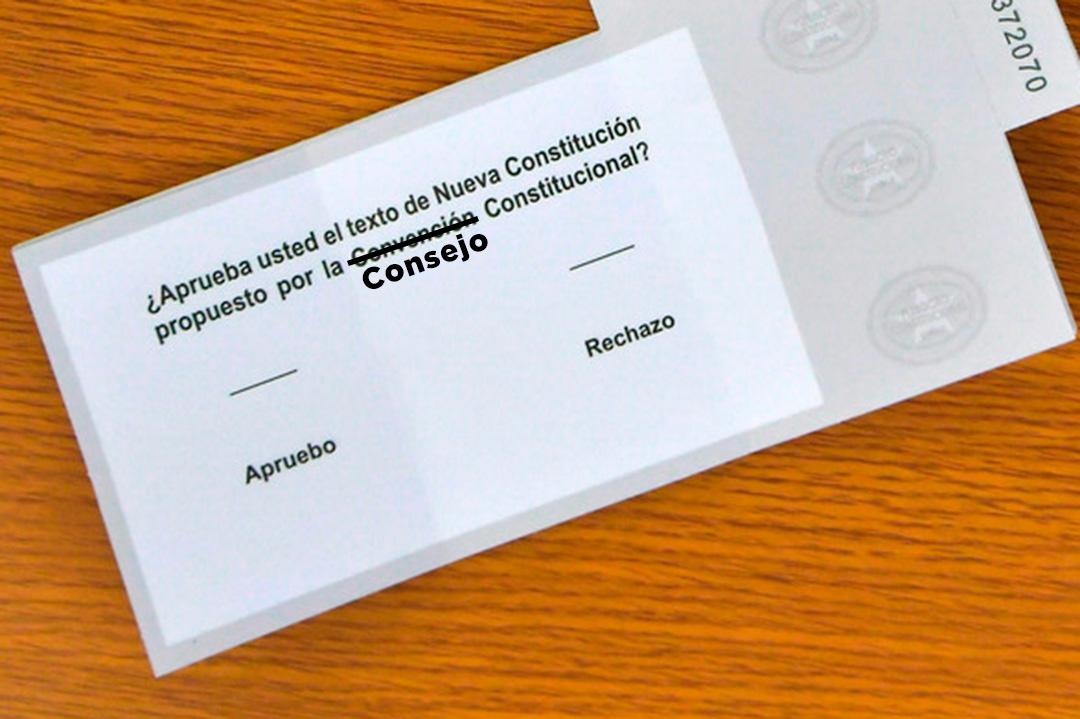 ¿Aprueba usted el texto de Nueva Constitución
propuesto por la Convención Constitucional?
Consejo
Apruebo
Rechazo
372070